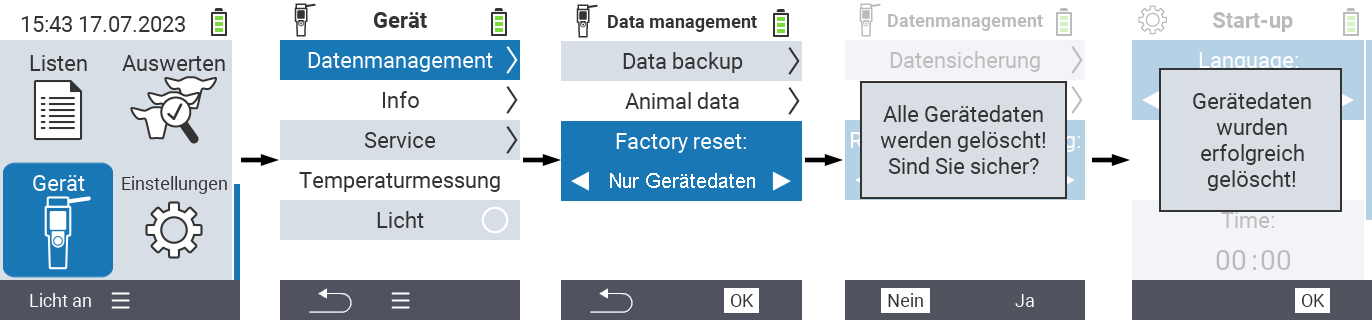 15:43 17.07.2023
Listen Auswerten
Gerät Einstellungen
Licht an
Gerät
Datenmanagement
Info
Service
Temperaturmessung
Licht
Data management
Data backup
Animal data
Factory reset:
Nur Gerätedaten
OK
Datenmanagement
Datensicherung
Alle Gerätedaten
werden gelöscht!
Sind Sie sicher?
Nein Ja
Start-up
Language:
Gerätedaten
wurden
erfolgreich
gelöscht!
Time:
00:00
OK